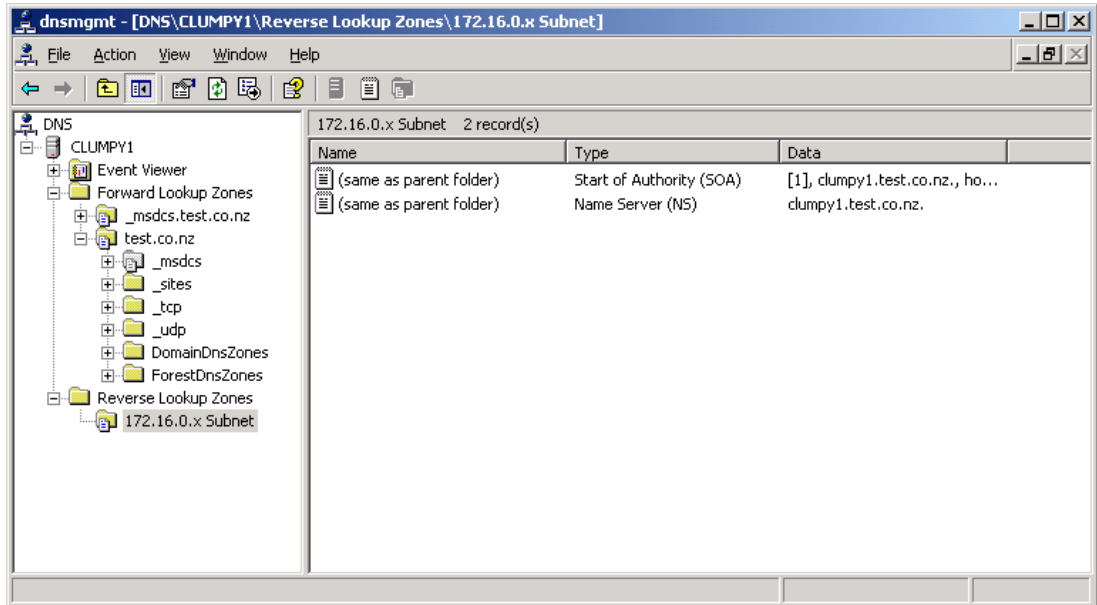 dnsmgmt - [DNS\CLUMPY1\Reverse Lookup Zones\172.16.0.x Subnet]
File Action View Window Help
DNS
CLUMPY1
Event Viewer
Forward Lookup Zones
_msdcs.test.co.nz
test.co.nz
_msdcs
_sites
_tcp
_udp
DomainDnsZones
ForestDnsZones
Reverse Lookup Zones
172.16.0.x Subnet
172.16.0.x Subnet 2 record(s)
Name Type Data
(same as parent folder) Start of Authority (SOA) [1], clumpy1.test.co.nz., ho...
(same as parent folder) Name Server (NS) clumpy1.test.co.nz.